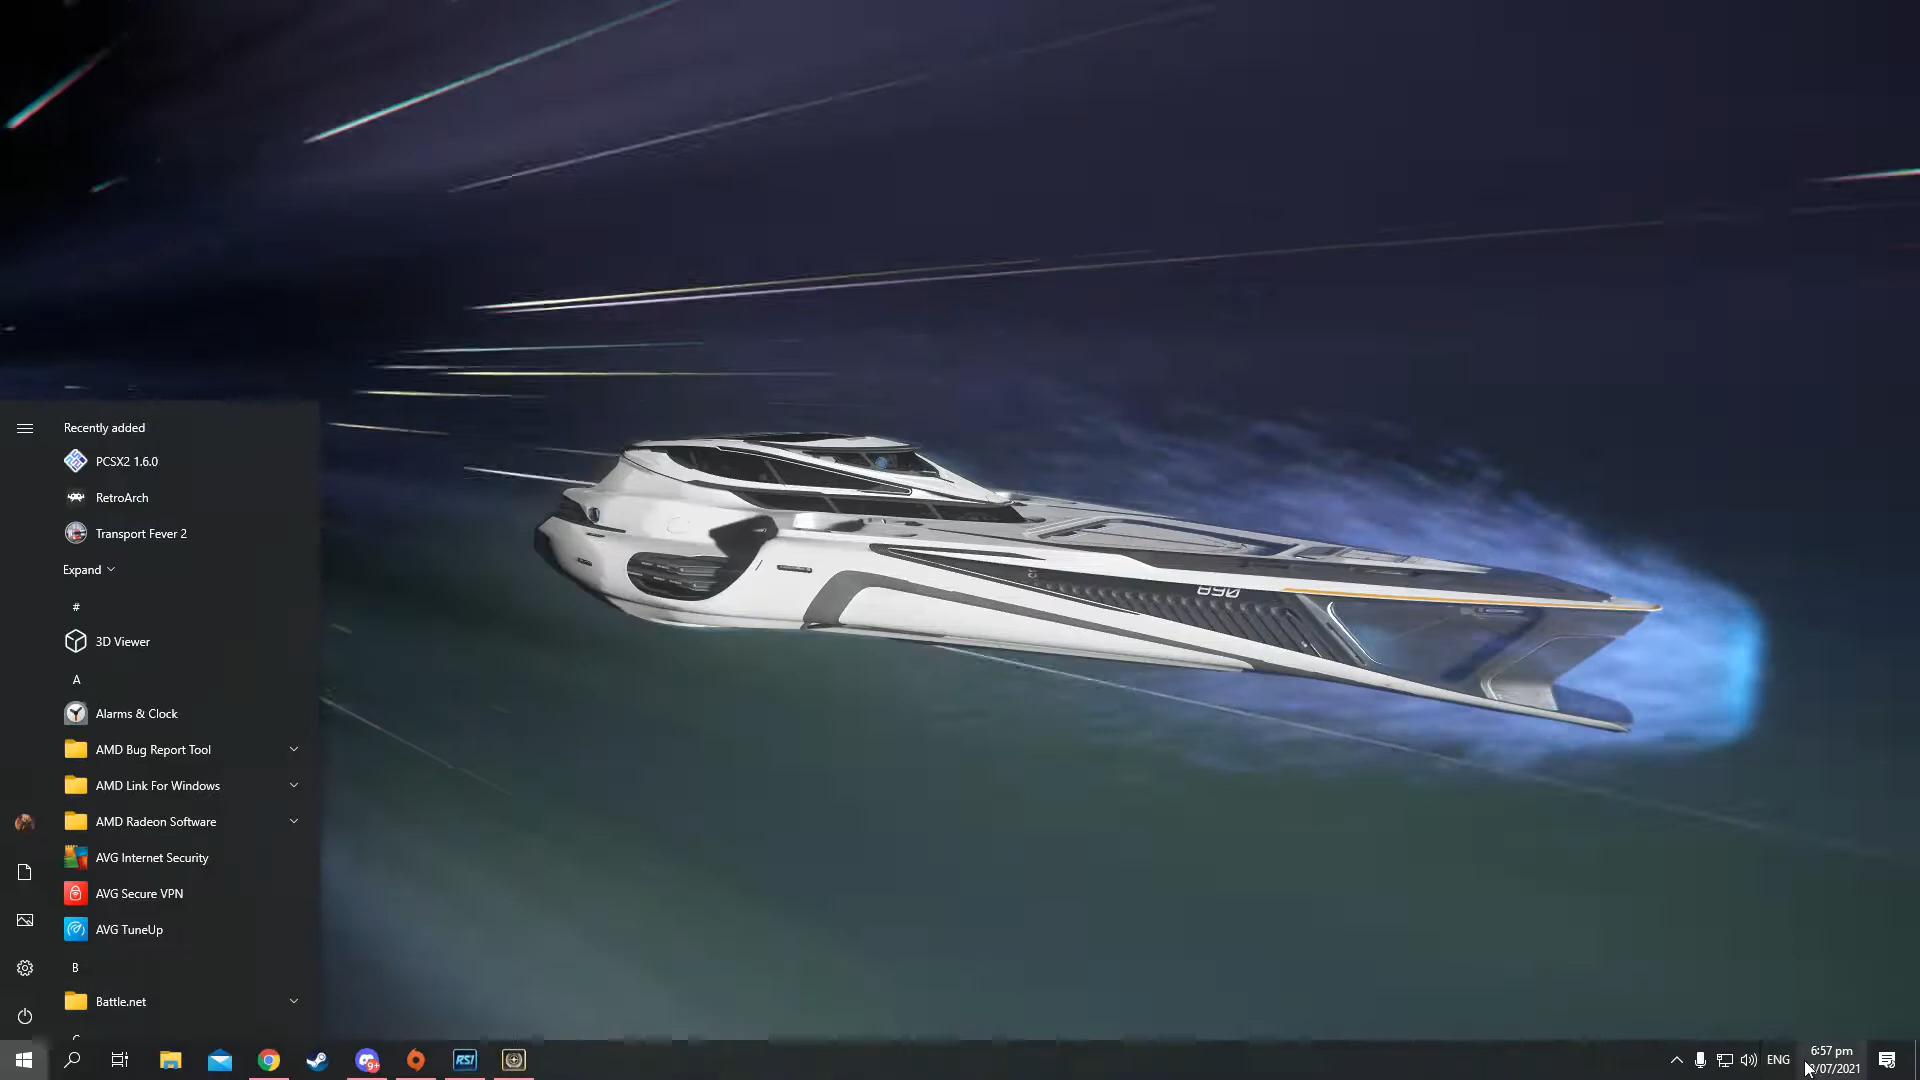 Recently added
PCSX2 1.6.0
RetroArch
Transport Fever 2
Expand
#
3D Viewer
A
Alarms & Clock
AMD Bug Report Tool
AMD Link For Windows
AMD Radeon Software
AVG Internet Security
AVG Secure VPN
AVG TuneUp
B
Battle.net
890
9+
RSI
ENG
6:57 pm
/07/2021